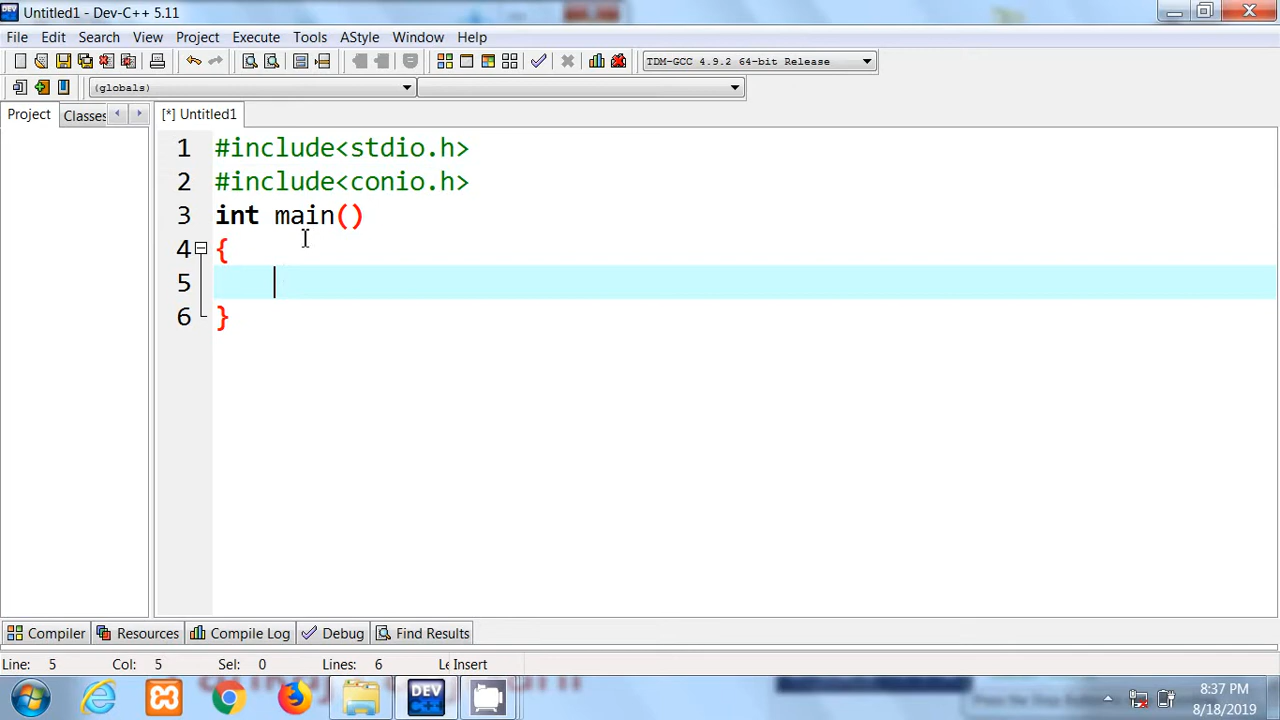 Untitled1 - Dev-C++ 5.11
File Edit Search View Project Execute Tools AStyle Window Help
TDM-GCC 4.9.2 64-bit Release
(globals)
Project Classes [*] Untitled1
1 #include<stdio.h>
2 #include<conio.h>
3 int main()
4 {
5
6 }
Compiler Resources Compile Log Debug Find Results
Line: 5 Col: 5 Sel: 0 Lines: 6 Insert
DEV C++
8:37 PM
8/18/2019